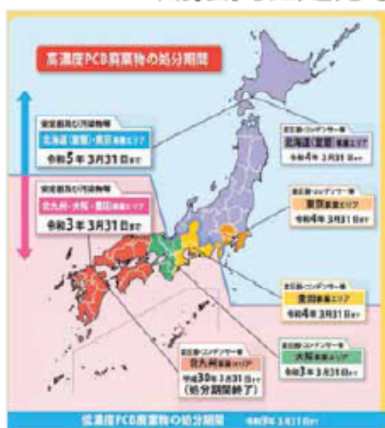 高濃度PCB廃棄物の処分期間
安定器及び汚染物等
北海道(室蘭)・東京事業エリア
令和5年3月31日まで
安定器及び汚染物等
北九州・大阪・豊田事業エリア
令和3年3月31日まで
変圧器・コンデンサー等
北海道(室蘭)事業エリア
令和4年3月31日まで
変圧器・コンデンサー等
東京事業エリア
令和4年3月31日まで
変圧器・コンデンサー等
豊田事業エリア
令和4年3月31日まで
変圧器・コンデンサー等
大阪事業エリア
令和3年3月31日まで
変圧器・コンデンサー等
北九州事業エリア
平成30年3月31日まで
(処分期間終了)
低濃度PCB廃棄物の処分期間
令和9年3月31日まで